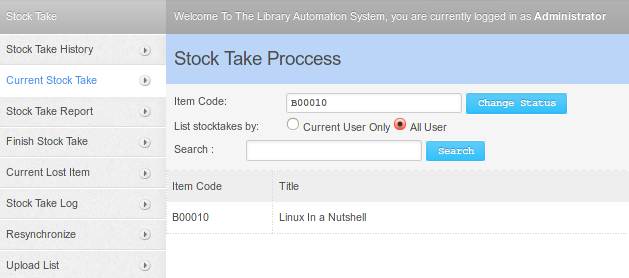 Stock Take
Welcome To The Library Automation System, you are currently logged in as Administrator
Stock Take History
Current Stock Take
Stock Take Report
Finish Stock Take
Current Lost Item
Stock Take Log
Resynchronize
Upload List
Stock Take Proccess
Item Code: B00010 Change Status
List stocktakes by: Current User Only All User
Search : Search
Item Code Title
B00010 Linux In a Nutshell